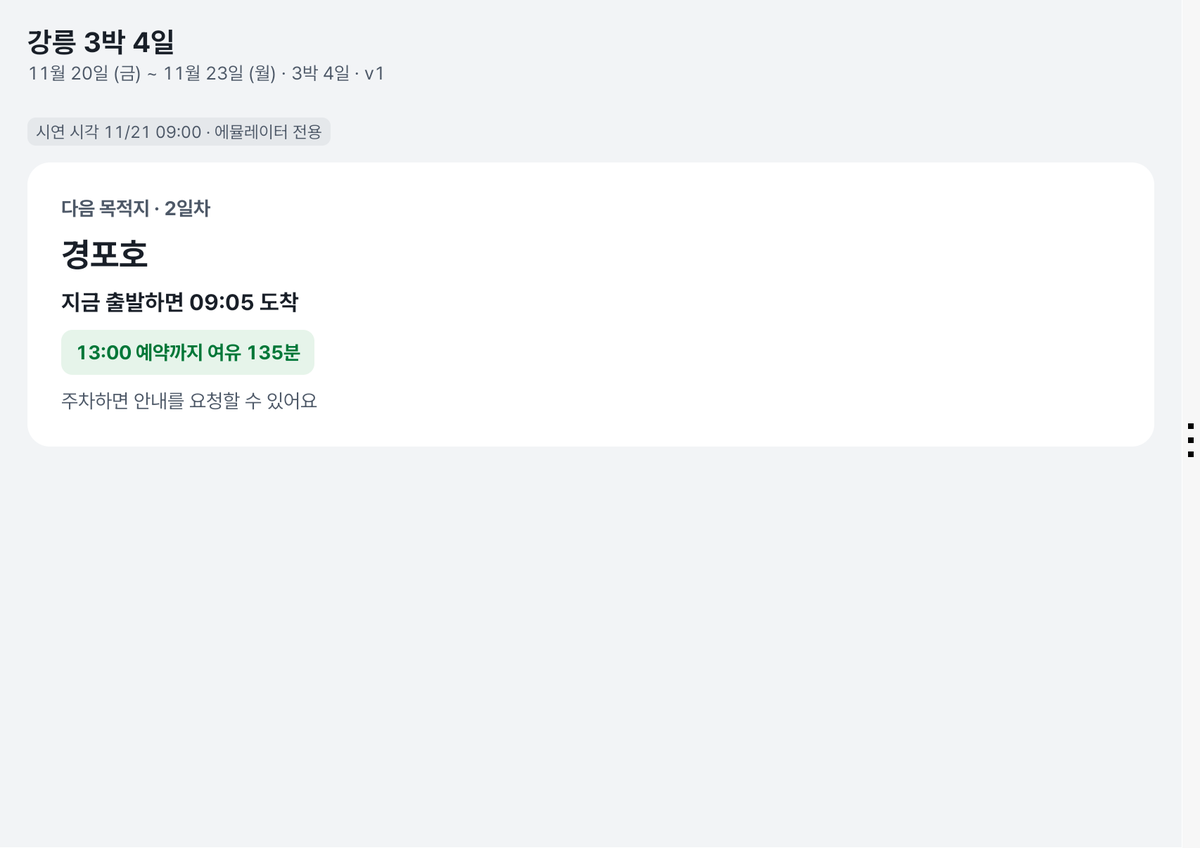 강릉 3박 4일
11월 20일 (금) ~ 11월 23일 (월) · 3박 4일 · v1
시연 시각 11/21 09:00 · 에뮬레이터 전용
다음 목적지 · 2일차
경포호
지금 출발하면 09:05 도착
13:00 예약까지 여유 135분
주차하면 안내를 요청할 수 있어요